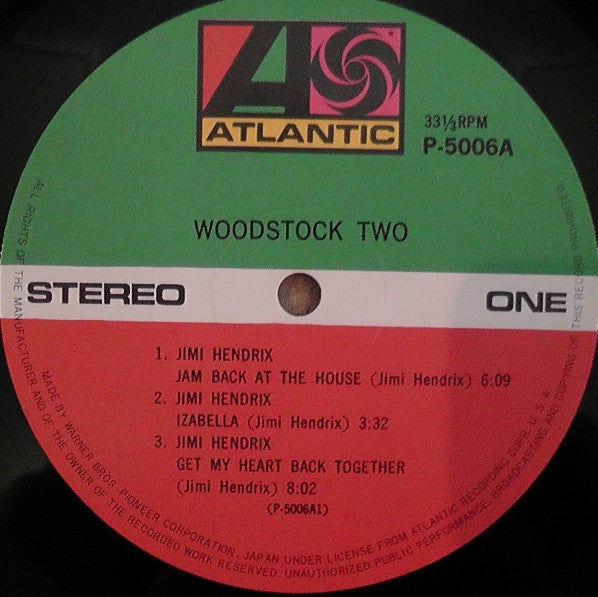 ATLANTIC
33⅓RPM
P-5006A
WOODSTOCK TWO
STEREO
ONE
1. JIMI HENDRIX
JAM BACK AT THE HOUSE (Jimi Hendrix) 6:09
2. JIMI HENDRIX
IZABELLA (Jimi Hendrix) 3:32
3. JIMI HENDRIX
GET MY HEART BACK TOGETHER
(Jimi Hendrix) 8:02
(P-5006A1)
MADE BY WARNER BROS. PIONEER CORPORATION, JAPAN UNDER LICENSE FROM ATLANTIC RECORDING CORP. U.S.A
ALL RIGHTS OF THE MANUFACTURER AND OF THE OWNER OF THE RECORDED WORK RESERVED. UNAUTHORIZED PUBLIC PERFORMANCE, BROADCASTING AND COPYING OF THIS RECORD PROHIBITED.